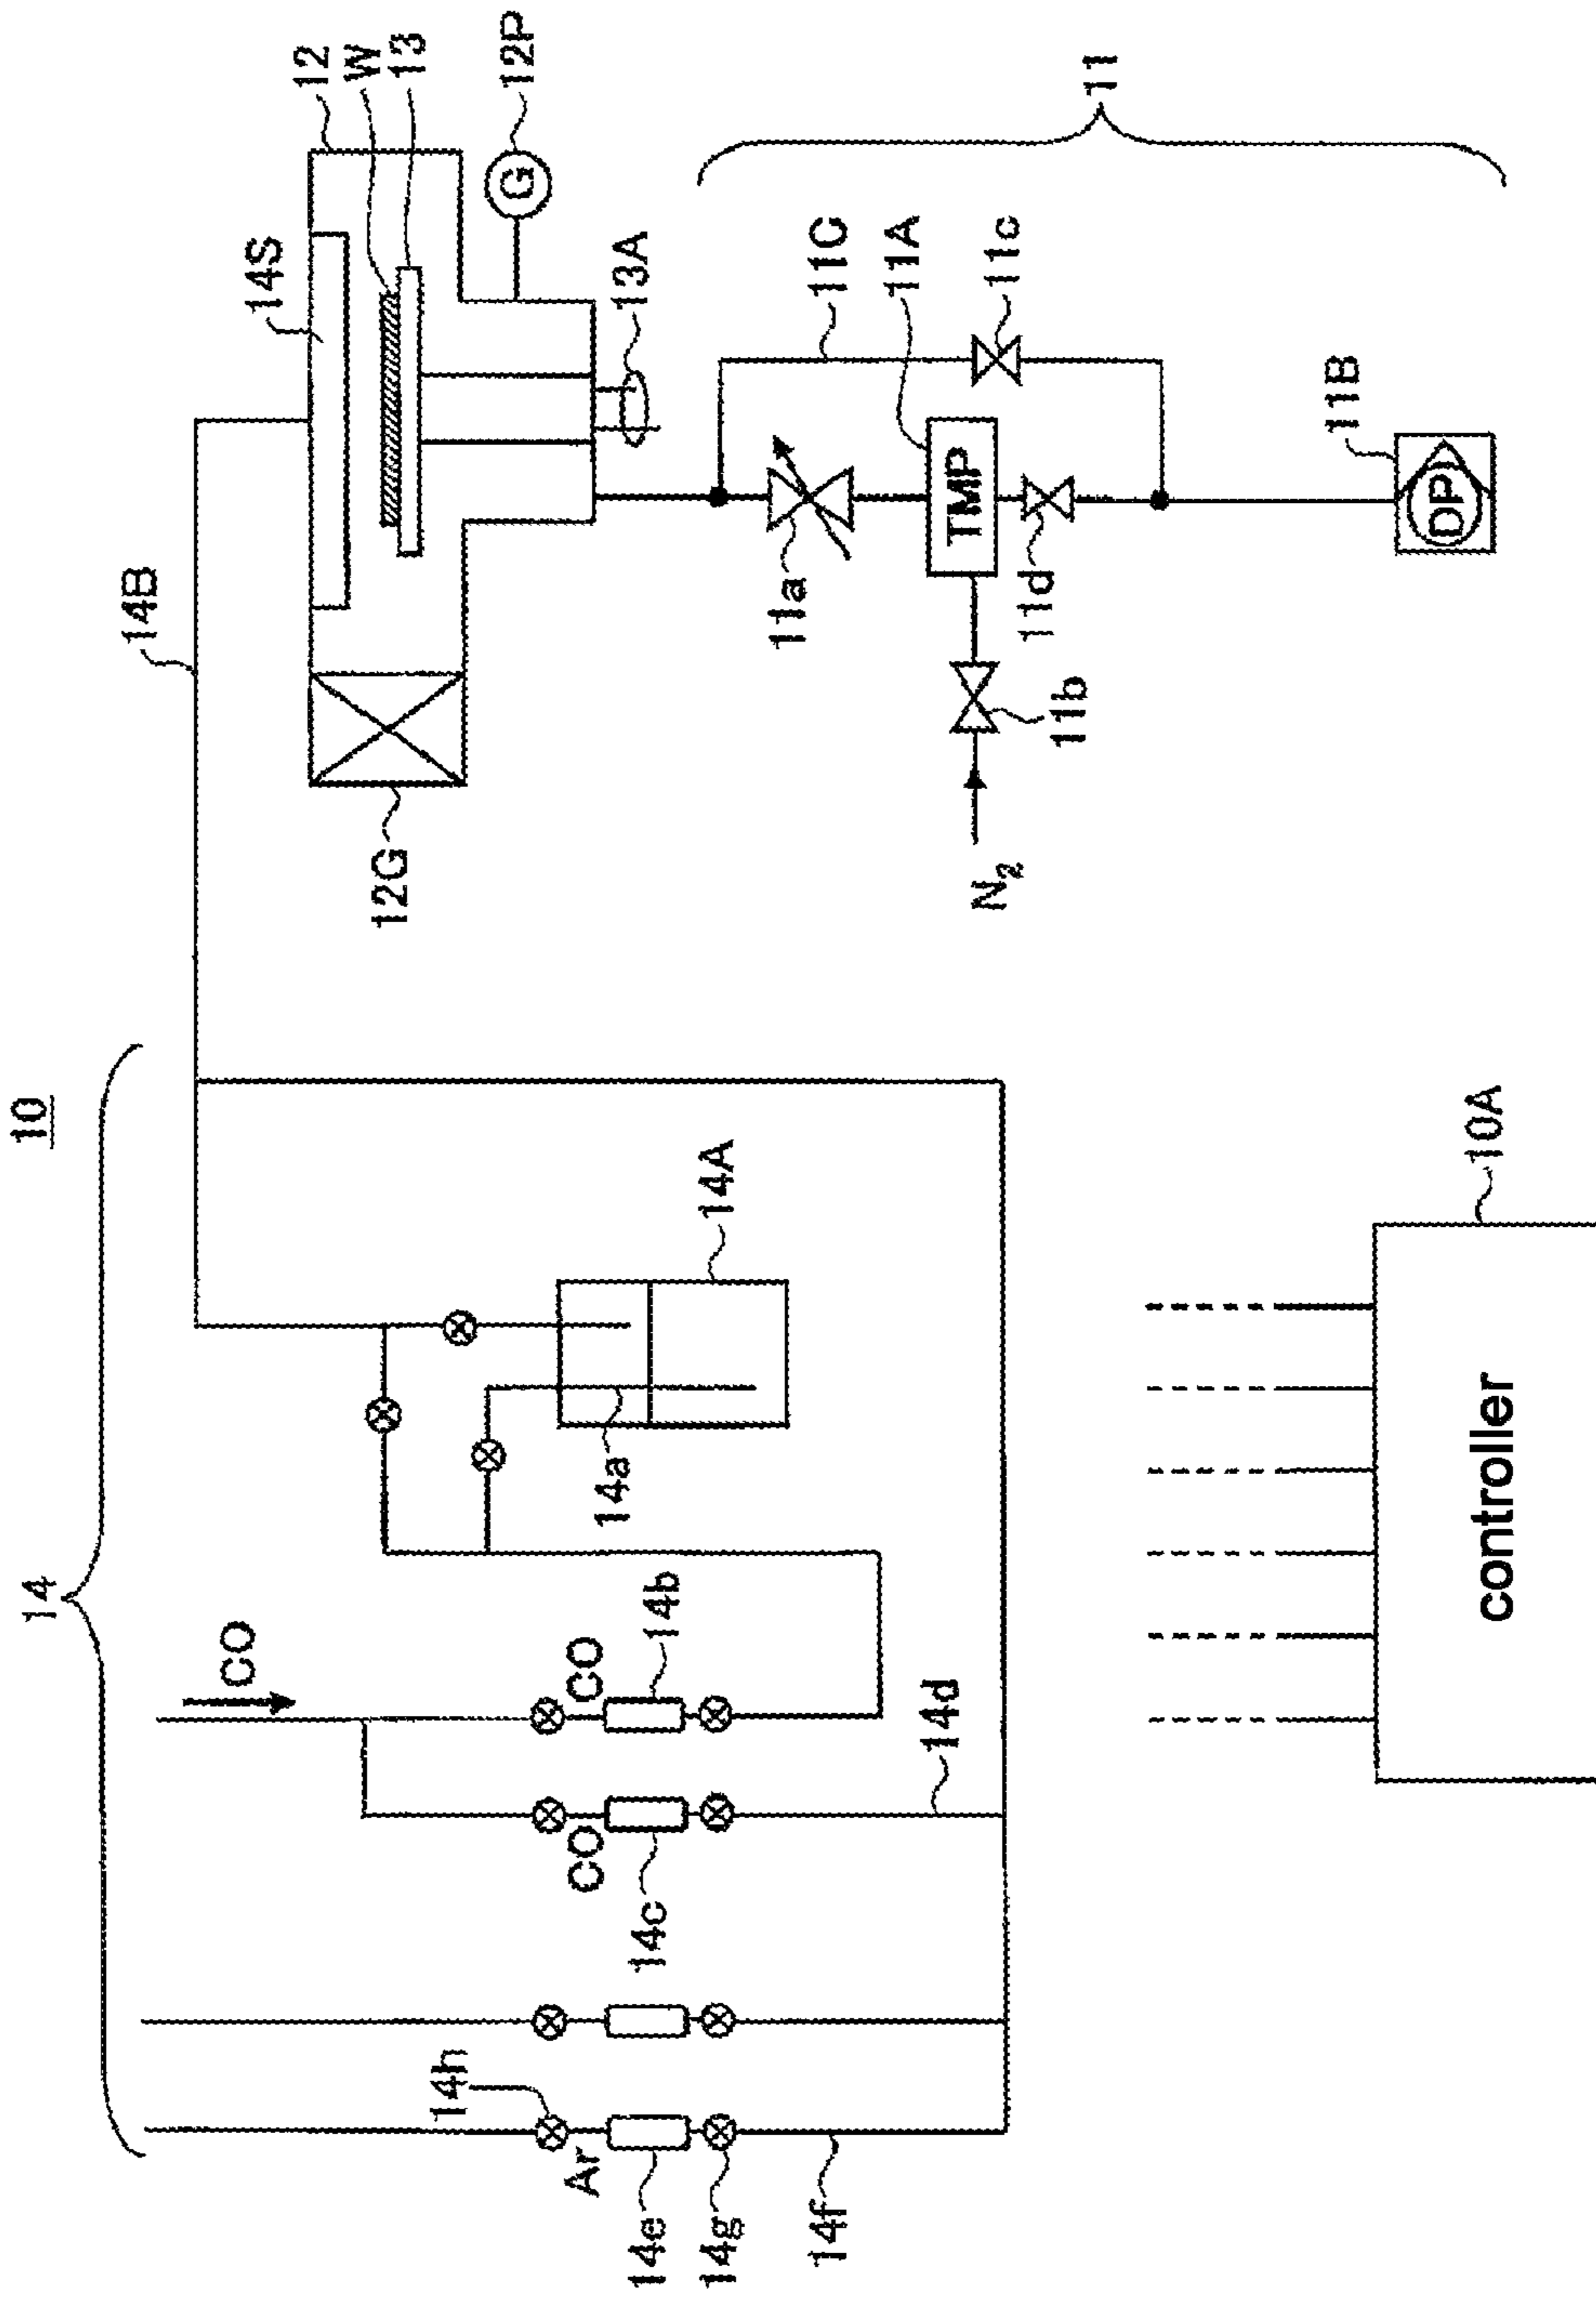 10
14
CO
14B
14S
12
W
13
12P
G
13A
12G
14h
Ar
14e
14g
14f
CO
14c
CO
14b
14d
14a
14A
N2
11b
11a
11d
TMP
11C
11A
11c
11
11B
DP
10A
controller